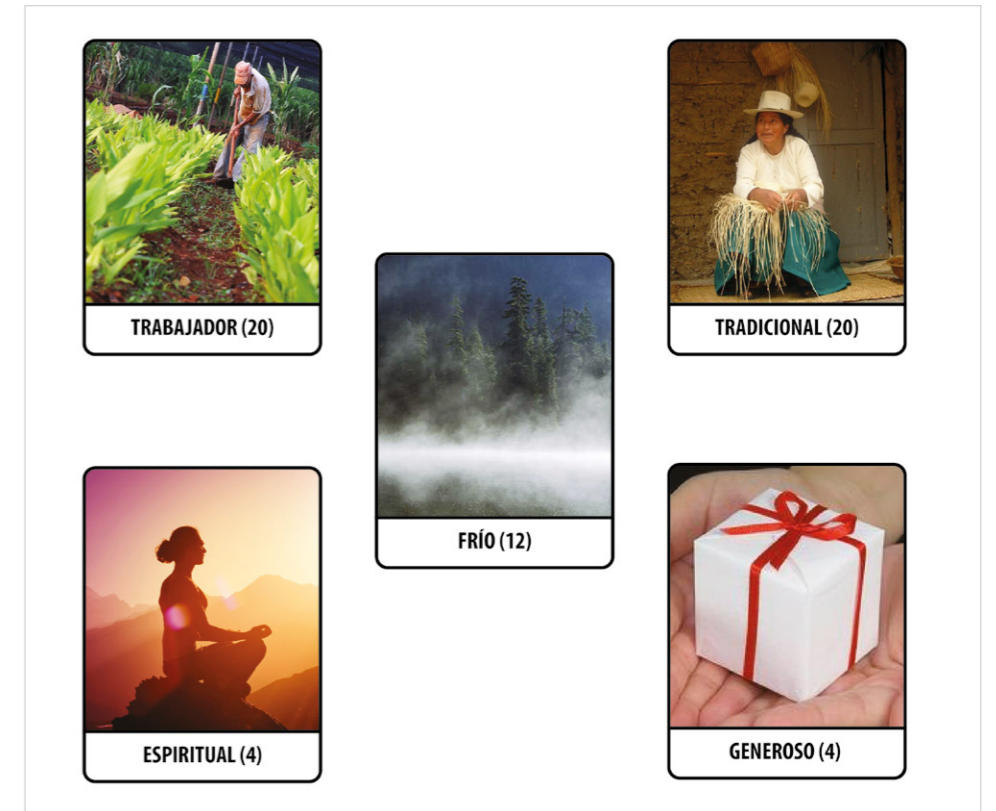 TRABAJADOR (20)
TRADICIONAL (20)
FRÍO (12)
ESPIRITUAL (4)
GENEROSO (4)